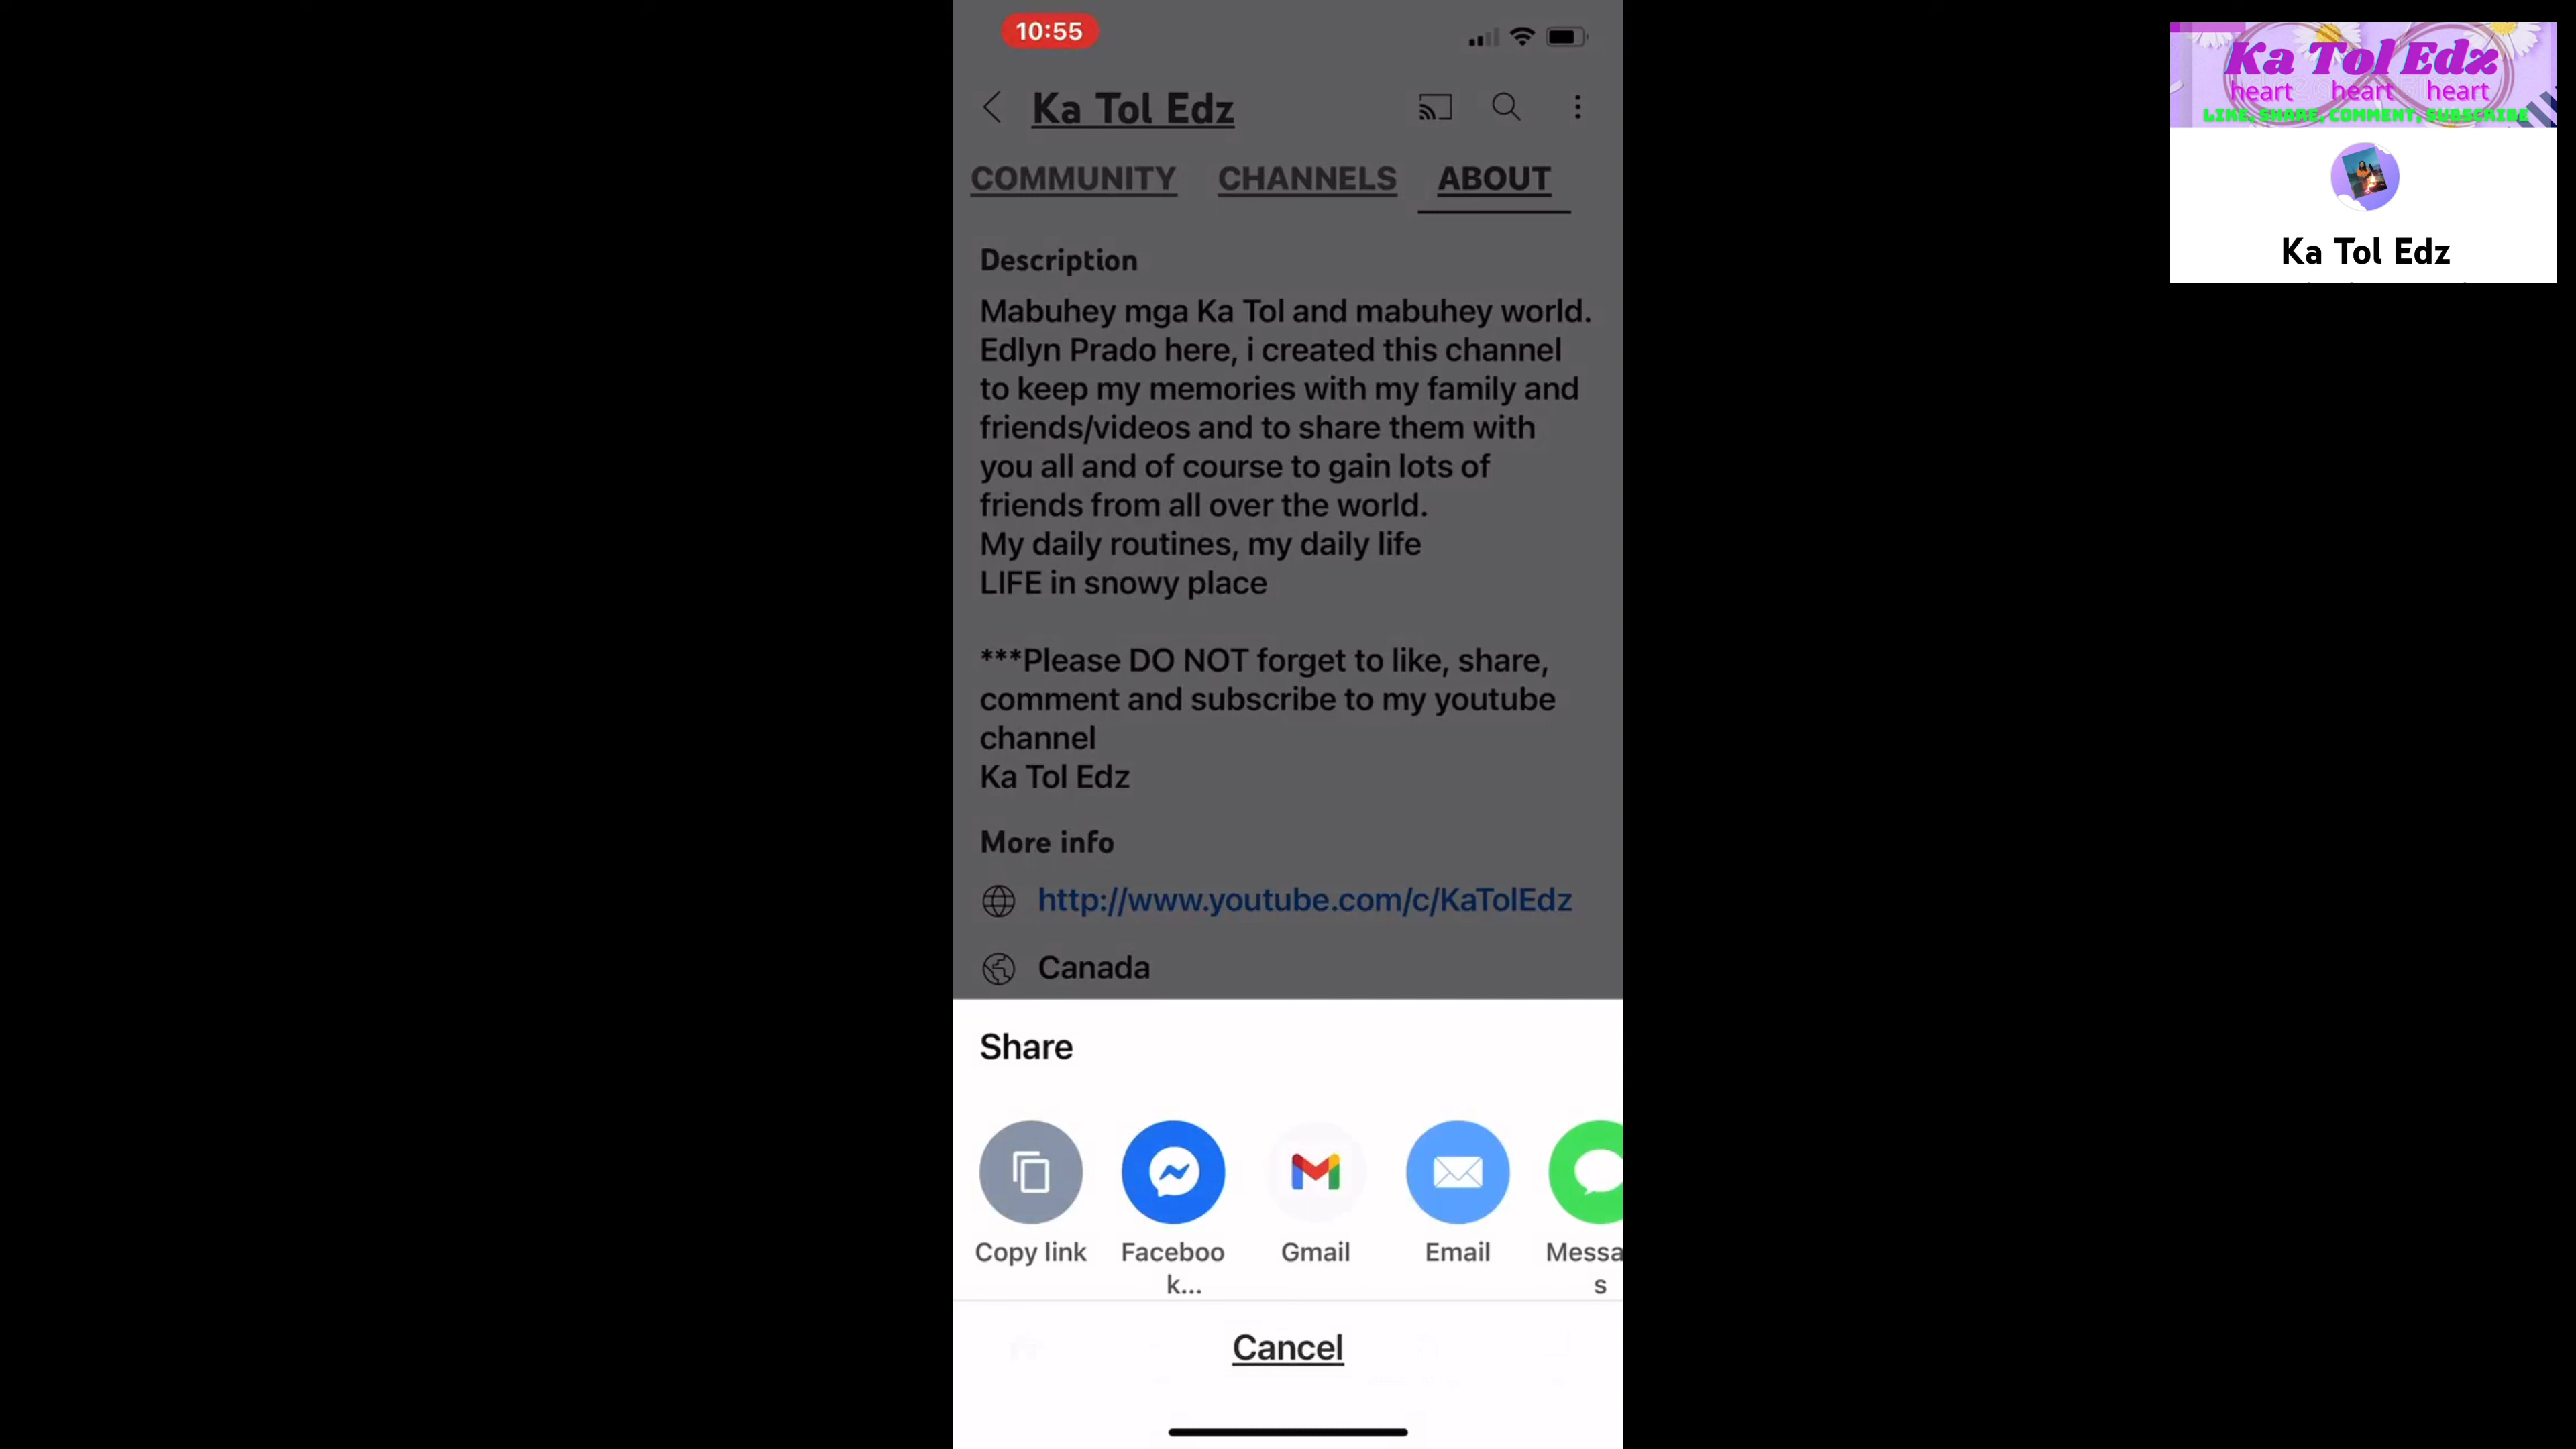 10:55
Ka Tol Edz
COMMUNITY CHANNELS ABOUT
Description
Mabuhey mga Ka Tol and mabuhey world.
Edlyn Prado here, i created this channel
to keep my memories with my family and
friends/videos and to share them with
you all and of course to gain lots of
friends from all over the world.
My daily routines, my daily life
LIFE in snowy place
***Please DO NOT forget to like, share,
comment and subscribe to my youtube
channel
Ka Tol Edz
More info
http://www.youtube.com/c/KaTolEdz
Canada
Share
Copy link
Faceboo
k...
Gmail
Email
Messa
s
Cancel
Ka Tol Edz
heart heart heart
LIKE, SHARE, COMMENT, SUBSCRIBE
Ka Tol Edz